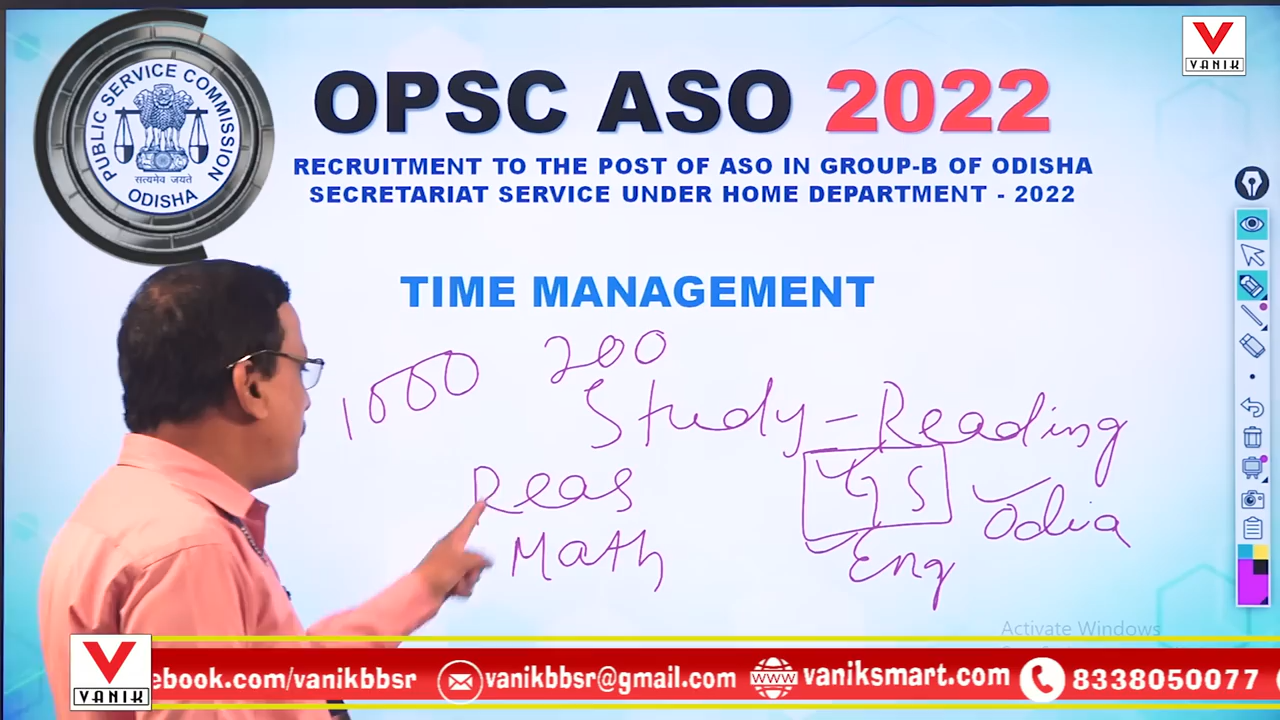 PUBLIC SERVICE COMMISSION
सत्यमेव जयते
ODISHA
VANIK
OPSC ASO 2022
RECRUITMENT TO THE POST OF ASO IN GROUP-B OF ODISHA
SECRETARIAT SERVICE UNDER HOME DEPARTMENT - 2022
TIME MANAGEMENT
1000 200
Study - Reading
Reas GS Odia
Math Eng
Activate Windows
VANIK
ebook.com/vanikbbsr vanikbbsr@gmail.com www vaniksmart.com 8338050077